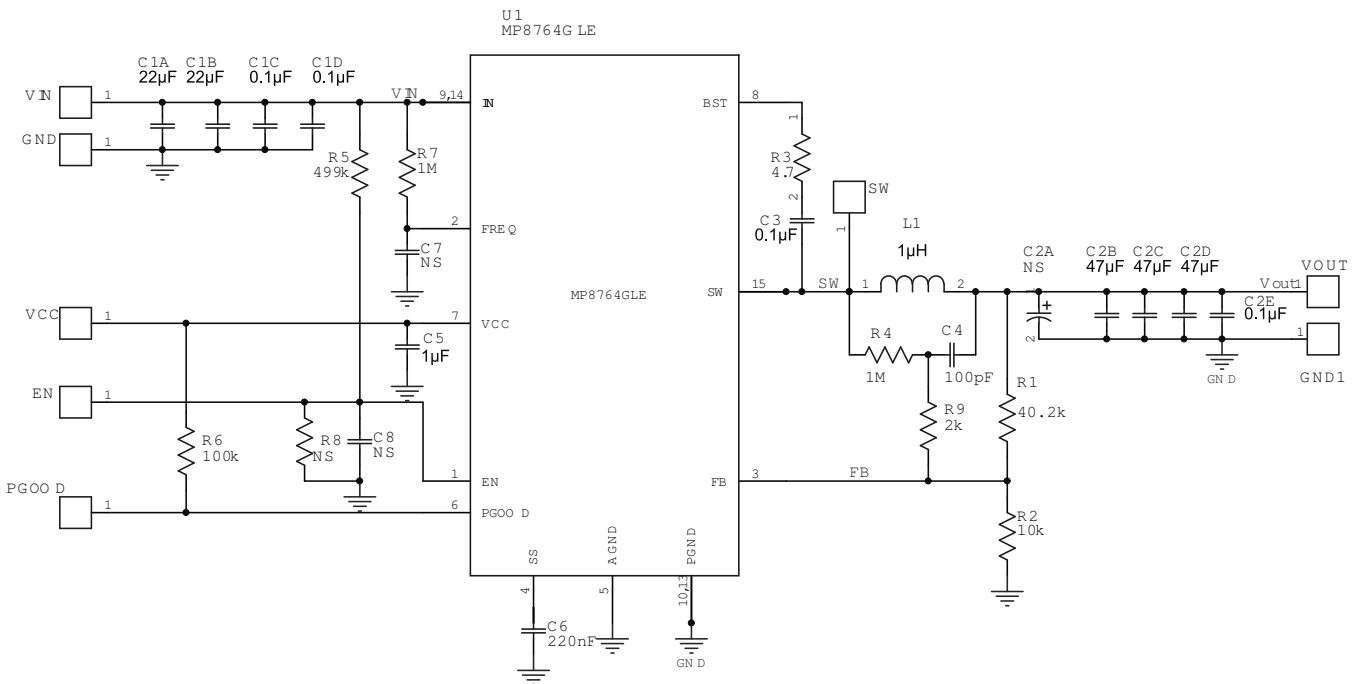 U1
MP8764GLE
C1A
22µF
C1B
22µF
C1C
0.1µF
C1D
0.1µF
VIN
1
GND
1
VIN
9,14
IN
R5
499k
R7
1M
2
FREQ
C7
NS
VCC
1
7
VCC
C5
1µF
EN
1
R6
100k
R8
NS
C8
NS
1
EN
PGOOD
1
6
PGOOD
MP8764GLE
SS
4
C6
220nF
AGND
5
PGND
10,13
GND
BST
8
1
R3
4.7
2
C3
0.1µF
SW
1
SW
15
SW
L1
1µH
1
2
R4
1M
C4
100pF
R9
2k
R1
40.2k
FB
3
FB
R2
10k
C2A
NS
1
+
2
C2B
47µF
C2C
47µF
C2D
47µF
C2E
0.1µF
GND
Vout
1
VOUT
1
GND1